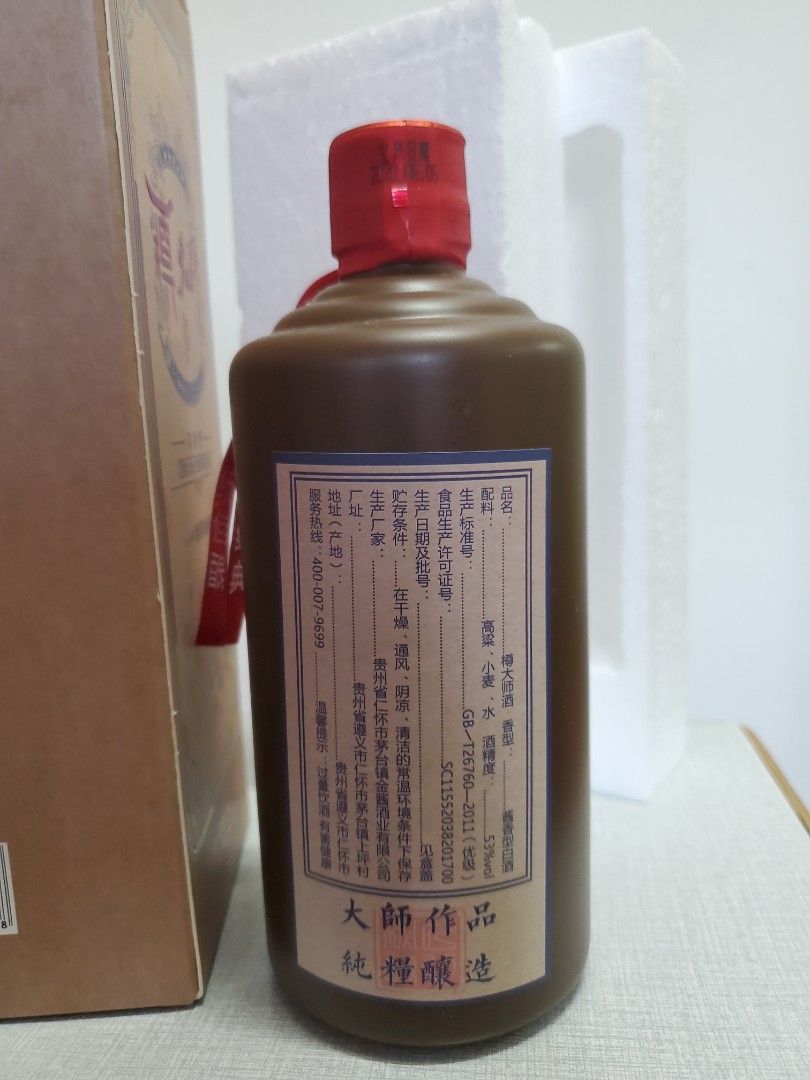 生产日期
品名：樽大师酒 香型：酱香型白酒
配料：高粱、小麦、水 酒精度：53%vol
生产标准号：GB—T26760—2011（优级）
食品生产许可证号：SC11552038201700
生产日期及批号：见盒盖
贮存条件：在干燥、通风、阴凉、清洁的常温环境条件下保存
生产厂家：贵州省仁怀市茅台镇金酱酒业有限公司
厂址：贵州省遵义市仁怀市茅台镇上坪村
地址（产地）：贵州省遵义市仁怀市
服务热线：400-007-9699 温馨提示：过量饮酒 有害健康
大師作品
純糧釀造
8